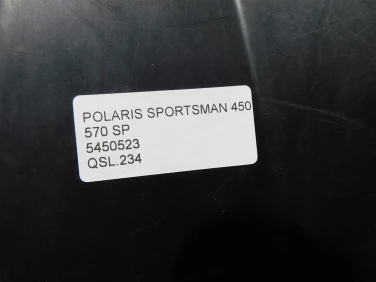 POLARIS SPORTSMAN 450
570 SP
5450523
QSL.234